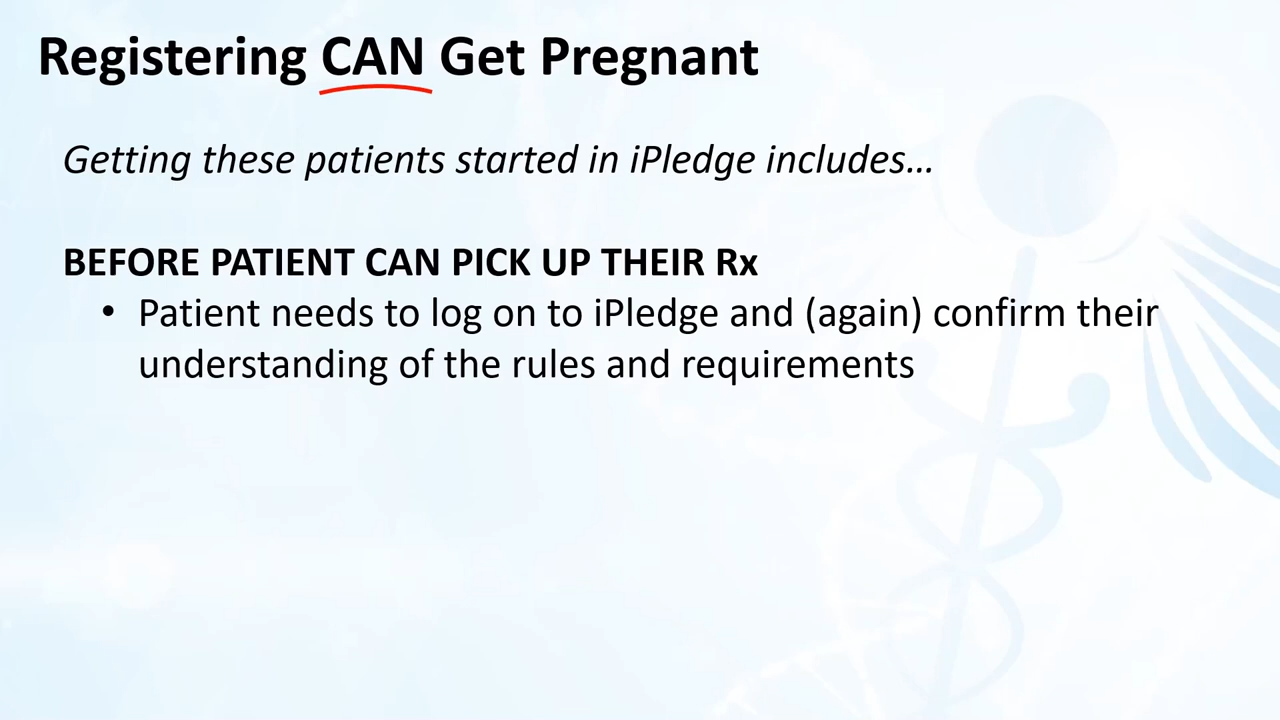 Registering CAN Get Pregnant
Getting these patients started in iPledge includes…
BEFORE PATIENT CAN PICK UP THEIR Rx
• Patient needs to log on to iPledge and (again) confirm their
understanding of the rules and requirements